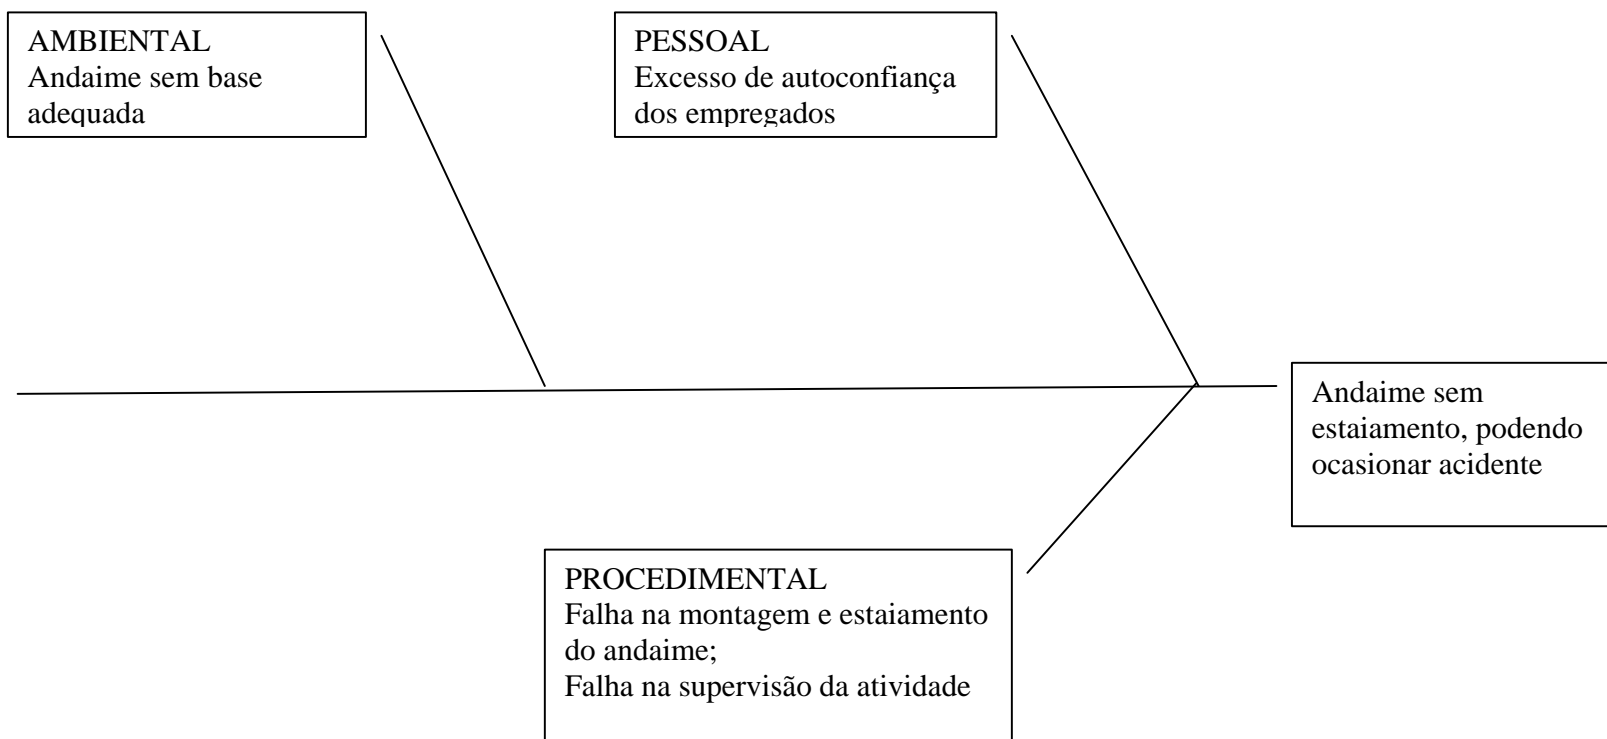 AMBIENTAL
Andaime sem base
adequada
PESSOAL
Excesso de autoconfiança
dos empregados
Andaime sem
estaiamento, podendo
ocasionar acidente
PROCEDIMENTAL
Falha na montagem e estaiamento
do andaime;
Falha na supervisão da atividade